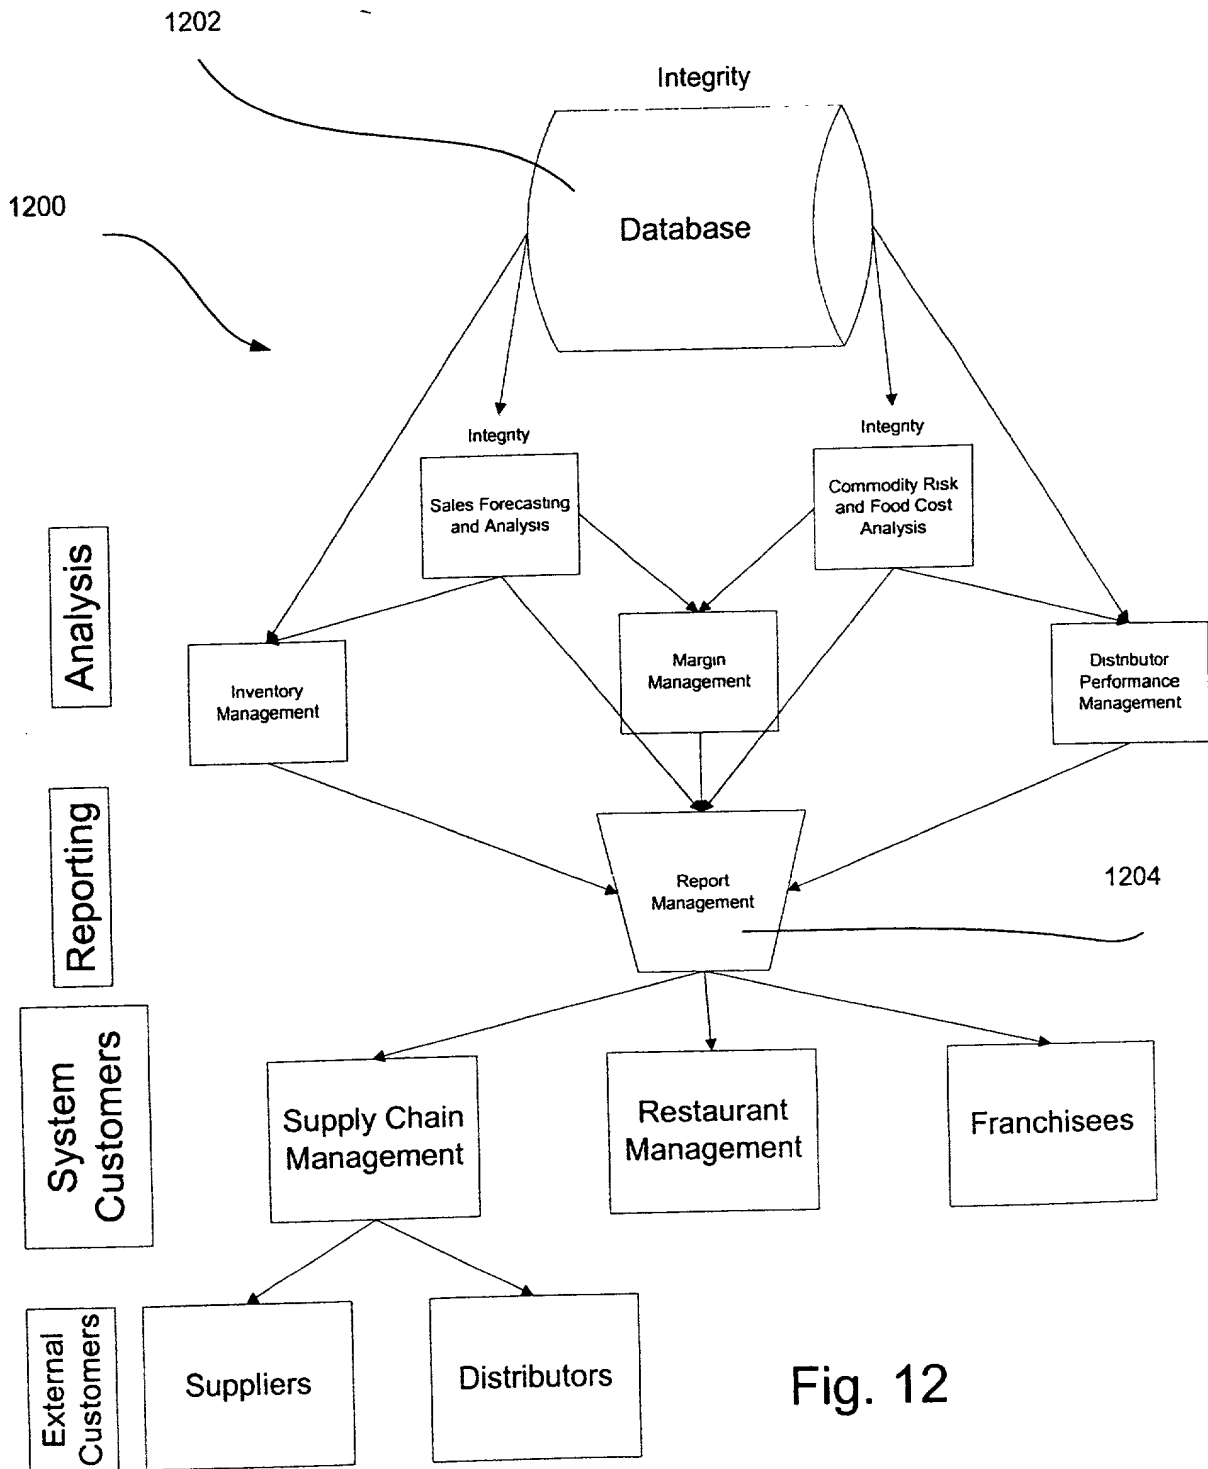 1202
Integrity
1200
Database
Integrity
Integrity
Sales Forecasting
and Analysis
Commodity Risk
and Food Cost
Analysis
Analysis
Inventory
Management
Margin
Management
Distributor
Performance
Management
Reporting
Report
Management
1204
System
Customers
Supply Chain
Management
Restaurant
Management
Franchisees
External
Customers
Suppliers
Distributors
Fig. 12